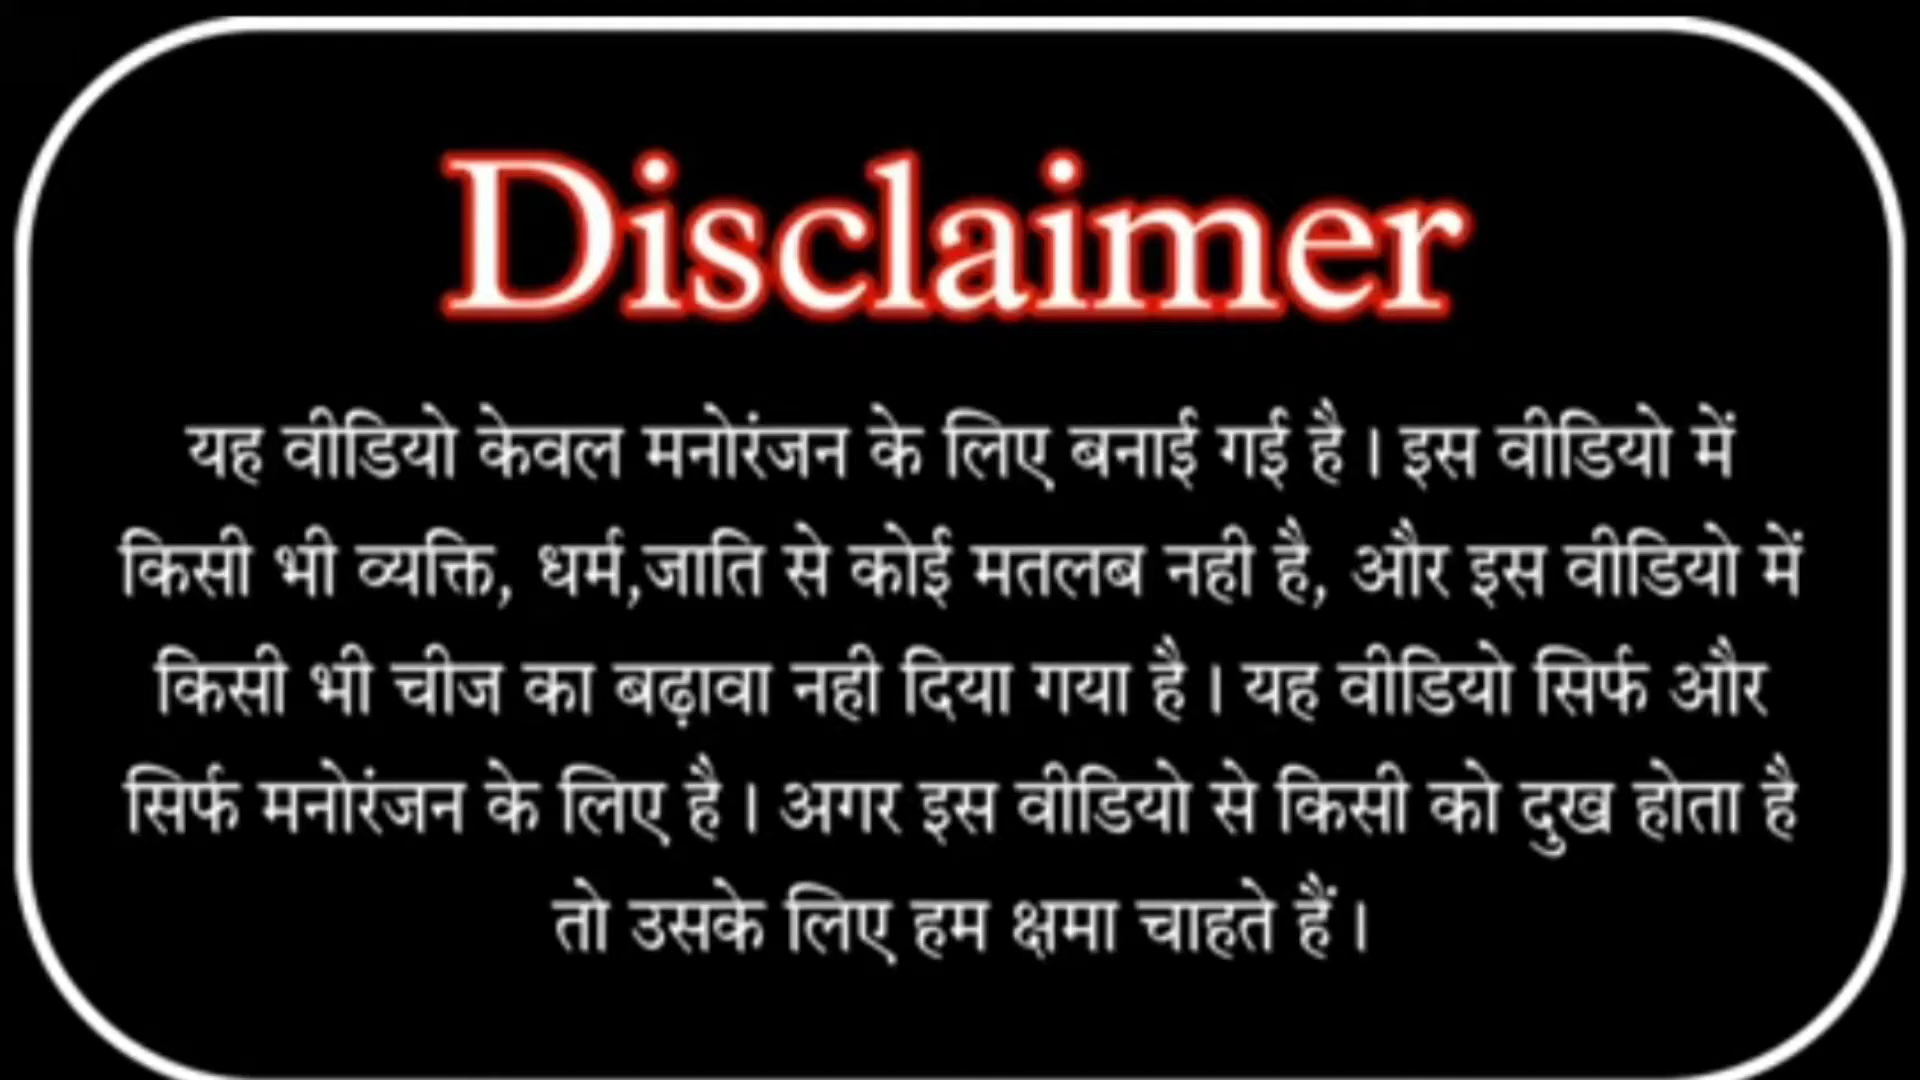 Disclaimer
यह वीडियो केवल मनोरंजन के लिए बनाई गई है । इस वीडियो में
किसी भी व्यक्ति, धर्म,जाति से कोई मतलब नही है, और इस वीडियो में
किसी भी चीज का बढ़ावा नही दिया गया है । यह वीडियो सिर्फ और
सिर्फ मनोरंजन के लिए है । अगर इस वीडियो से किसी को दुख होता है
तो उसके लिए हम क्षमा चाहते हैं ।